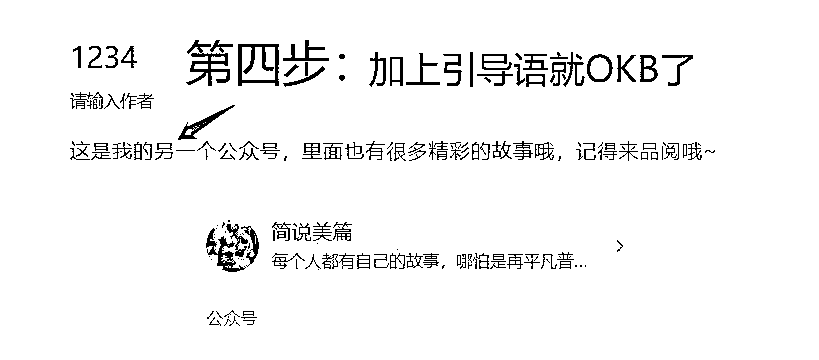 1234
第四步：加上引导语就OKB了
请输入作者
这是我的另一个公众号，里面也有很多精彩的故事哦，记得来品阅哦~
简说美篇
每个人都有自己的故事，哪怕是再平凡普...
公众号